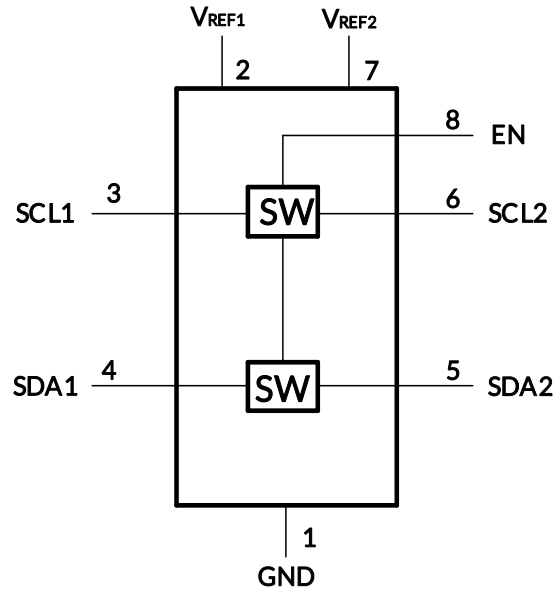 VREF1 VREF2
2 7
8 EN
SCL1 3 SW 6 SCL2
SDA1 4 SW 5 SDA2
1
GND